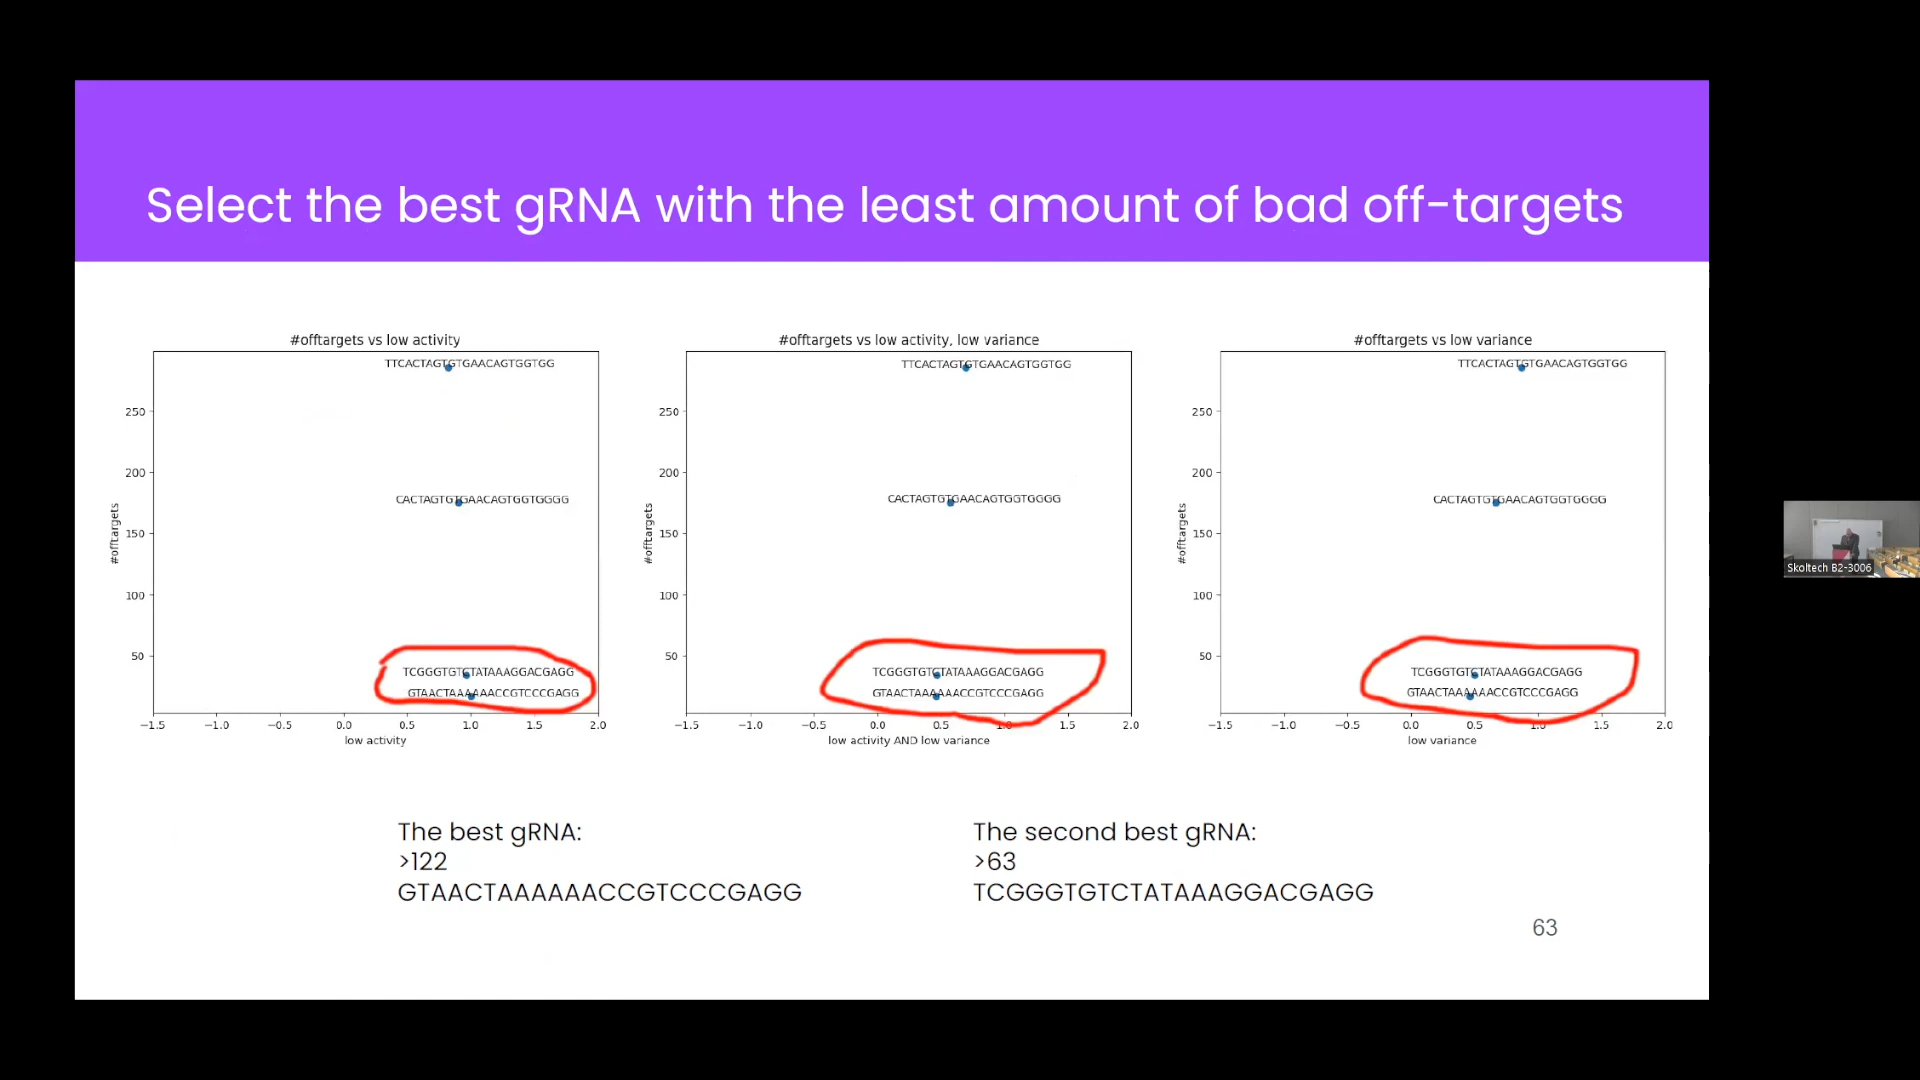 Select the best gRNA with the least amount of bad off-targets
#offtargets vs low activity
TTCACTAGTGTGAACAGTGGTGG
CACTAGTGTGAACAGTGGTGGGG
TCGGGTGTCTATAAAGGACGAGG
GTAACTAAAAAACCGTCCCGAGG
#offtargets
250
200
150
100
50
−1.5 −1.0 −0.5 0.0 0.5 1.0 1.5 2.0
low activity
#offtargets vs low activity, low variance
TTCACTAGTGTGAACAGTGGTGG
CACTAGTGTGAACAGTGGTGGGG
TCGGGTGTCTATAAAGGACGAGG
GTAACTAAAAAACCGTCCCGAGG
#offtargets
250
200
150
100
50
−1.5 −1.0 −0.5 0.0 0.5 1.0 1.5 2.0
low activity AND low variance
#offtargets vs low variance
TTCACTAGTGTGAACAGTGGTGG
CACTAGTGTGAACAGTGGTGGGG
TCGGGTGTCTATAAAGGACGAGG
GTAACTAAAAAACCGTCCCGAGG
#offtargets
250
200
150
100
50
−1.5 −1.0 −0.5 0.0 0.5 1.0 1.5 2.0
low variance
The best gRNA:
>122
GTAACTAAAAAACCGTCCCGAGG
The second best gRNA:
>63
TCGGGTGTCTATAAAGGACGAGG
63
Skoltech B2-3006